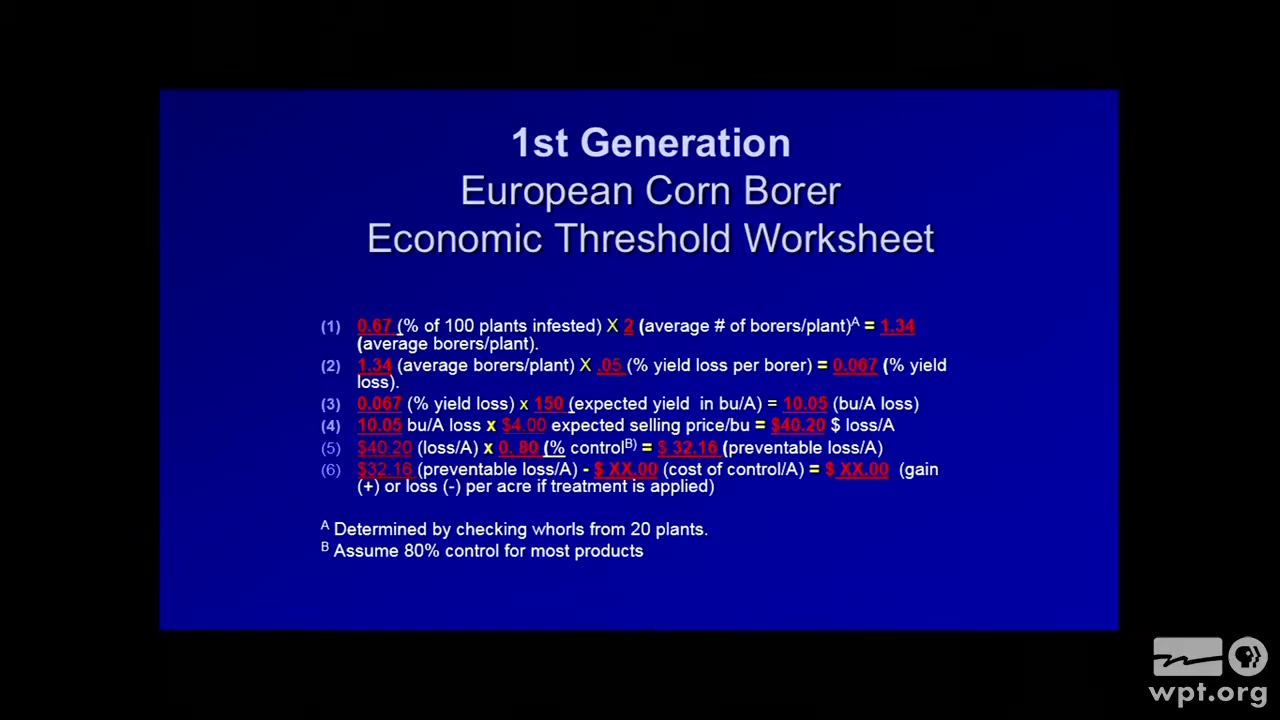 1st Generation
European Corn Borer
Economic Threshold Worksheet
(1) 0.67 (% of 100 plants infested) X 2 (average # of borers/plant)A = 1.34
(average borers/plant).
(2) 1.34 (average borers/plant) X .05 (% yield loss per borer) = 0.067 (% yield
loss).
(3) 0.067 (% yield loss) x 150 (expected yield in bu/A) = 10.05 (bu/A loss)
(4) 10.05 bu/A loss x $4.00 expected selling price/bu = $40.20 $ loss/A
(5) $40.20 (loss/A) x 0. 80 (% controlB) = $ 32.16 (preventable loss/A)
(6) $32.16 (preventable loss/A) - $ XX.00 (cost of control/A) = $ XX.00 (gain
(+) or loss (-) per acre if treatment is applied)
A Determined by checking whorls from 20 plants.
B Assume 80% control for most products
wpt.org